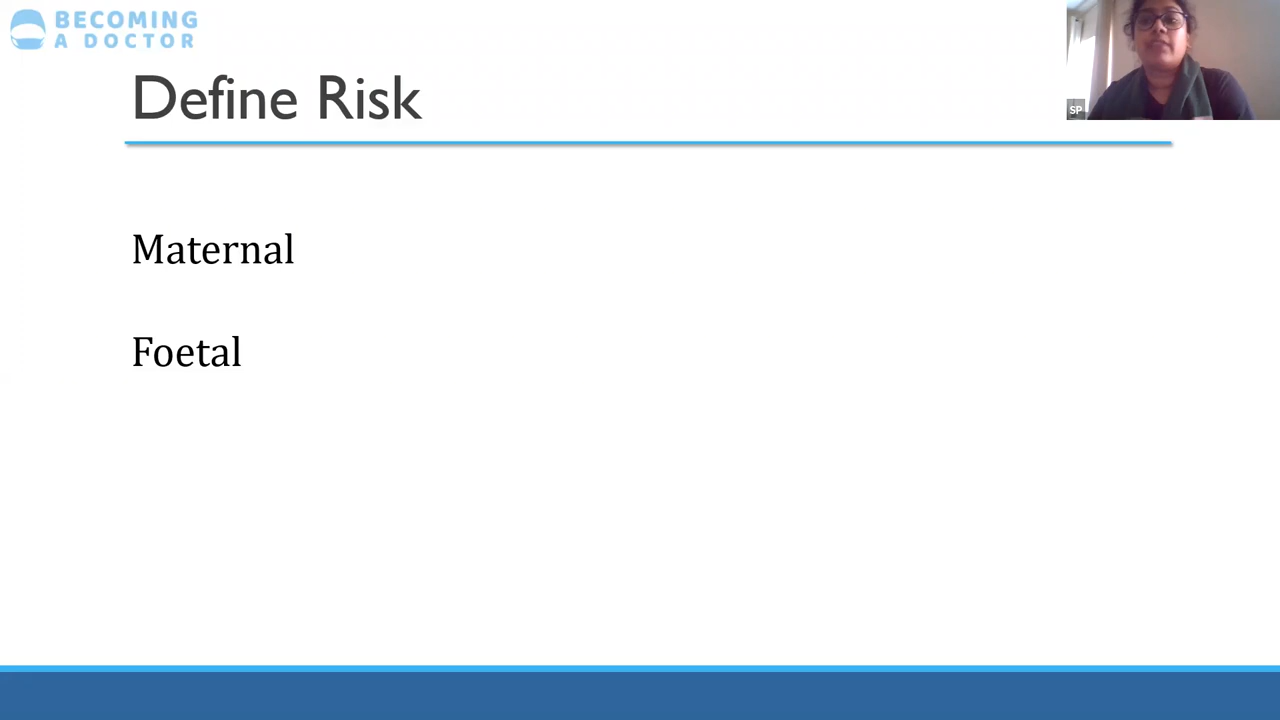 BECOMING
A DOCTOR
Define Risk
SP
Maternal
Foetal